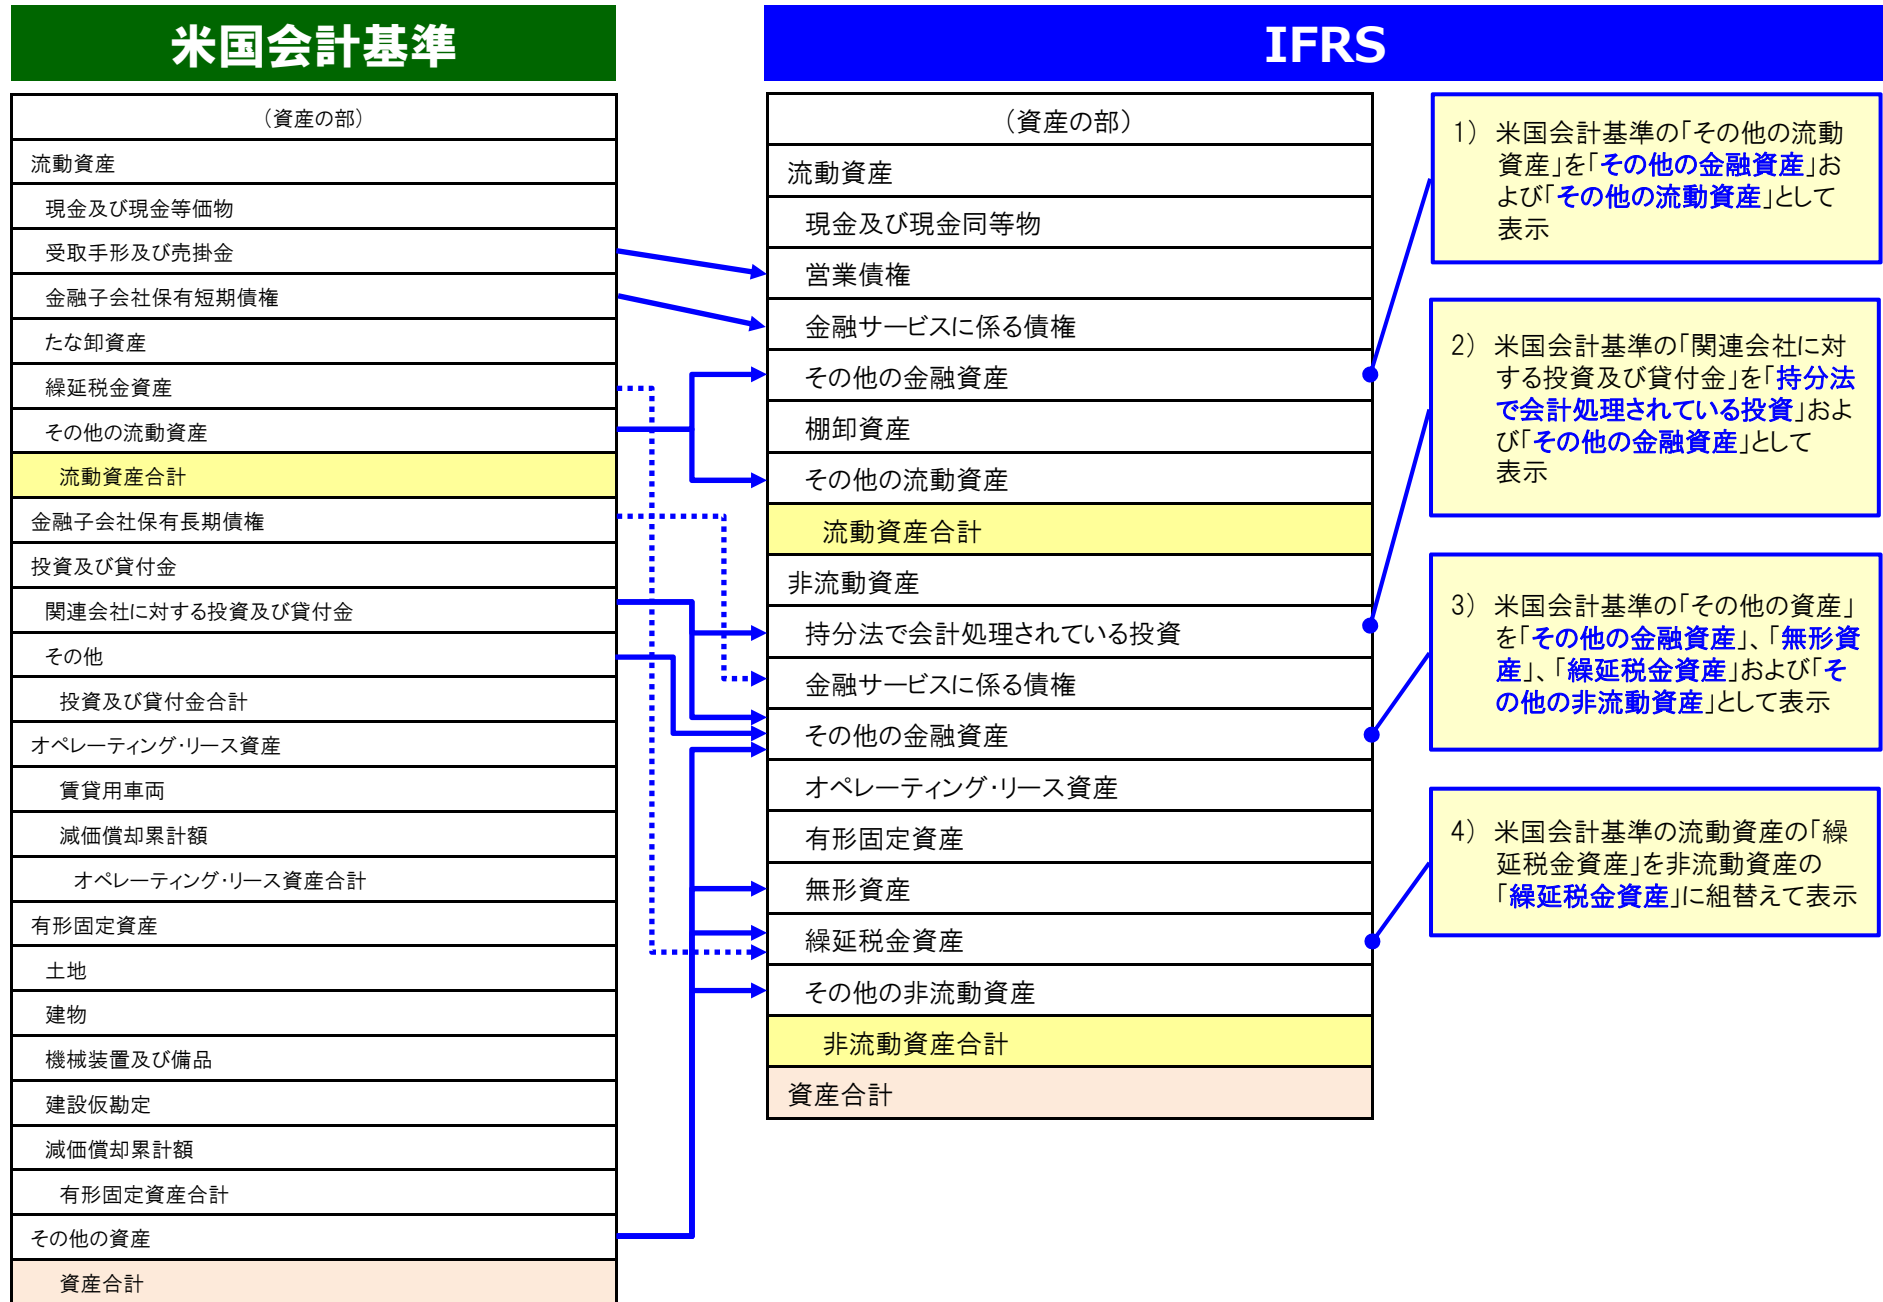 米国会計基準
（資産の部）
流動資産
現金及び現金等価物
受取手形及び売掛金
金融子会社保有短期債権
たな卸資産
繰延税金資産
その他の流動資産
流動資産合計
金融子会社保有長期債権
投資及び貸付金
関連会社に対する投資及び貸付金
その他
投資及び貸付金合計
オペレーティング・リース資産
賃貸用車両
減価償却累計額
オペレーティング・リース資産合計
有形固定資産
土地
建物
機械装置及び備品
建設仮勘定
減価償却累計額
有形固定資産合計
その他の資産
資産合計
IFRS
（資産の部）
流動資産
現金及び現金同等物
営業債権
金融サービスに係る債権
その他の金融資産
棚卸資産
その他の流動資産
流動資産合計
非流動資産
持分法で会計処理されている投資
金融サービスに係る債権
その他の金融資産
オペレーティング・リース資産
有形固定資産
無形資産
繰延税金資産
その他の非流動資産
非流動資産合計
資産合計
1） 米国会計基準の「その他の流動
資産」を「その他の金融資産」お
よび「その他の流動資産」として
表示
2） 米国会計基準の「関連会社に対
する投資及び貸付金」を「持分法
で会計処理されている投資」およ
び「その他の金融資産」として
表示
3） 米国会計基準の「その他の資産」
を「その他の金融資産」、「無形資
産」、「繰延税金資産」および「そ
の他の非流動資産」として表示
4） 米国会計基準の流動資産の「繰
延税金資産」を非流動資産の
「繰延税金資産」に組替えて表示